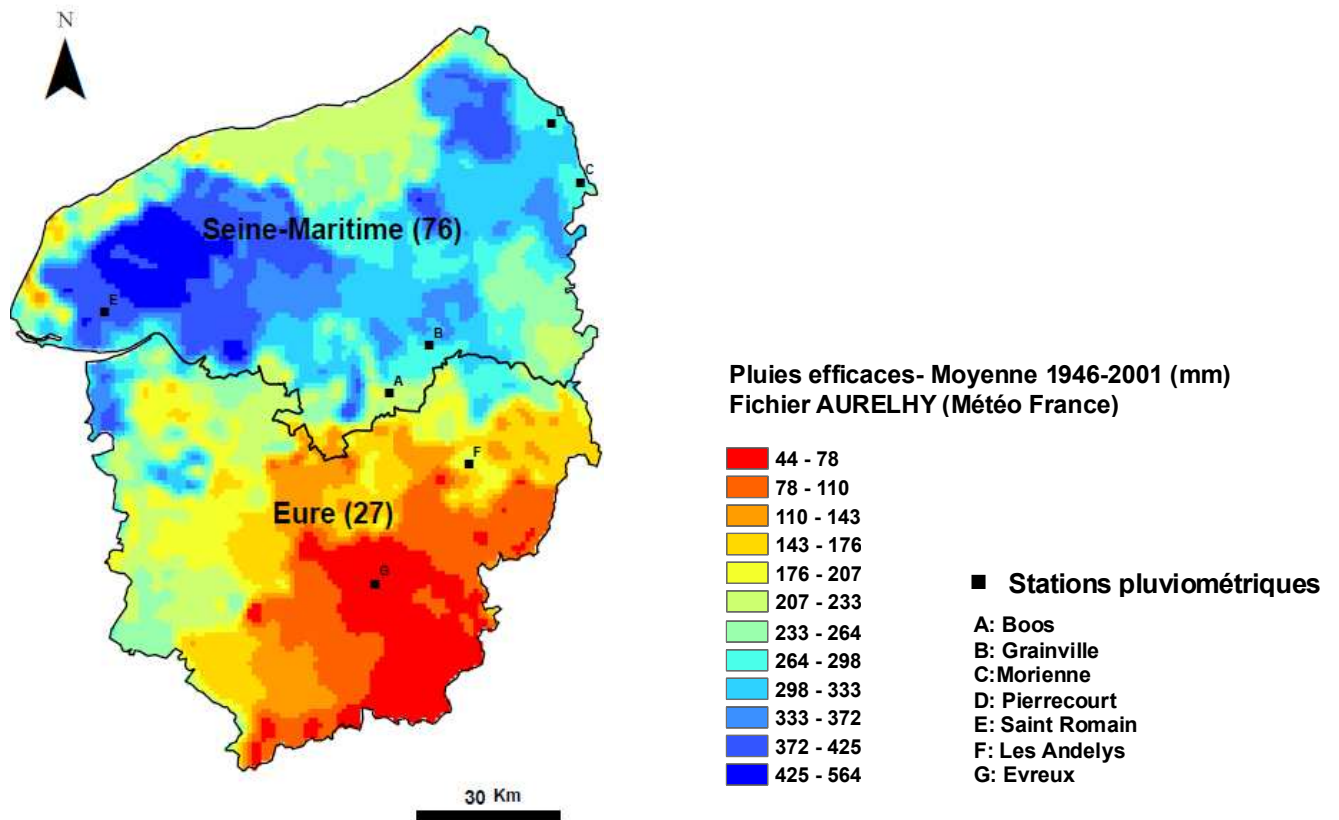 N
D
C
Seine-Maritime (76)
E
B
A
F
Eure (27)
G
30 Km
Pluies efficaces- Moyenne 1946-2001 (mm)
Fichier AURELHY (Météo France)
44 - 78
78 - 110
110 - 143
143 - 176
176 - 207
207 - 233
233 - 264
264 - 298
298 - 333
333 - 372
372 - 425
425 - 564
Stations pluviométriques
A: Boos
B: Grainville
C:Morienne
D: Pierrecourt
E: Saint Romain
F: Les Andelys
G: Evreux